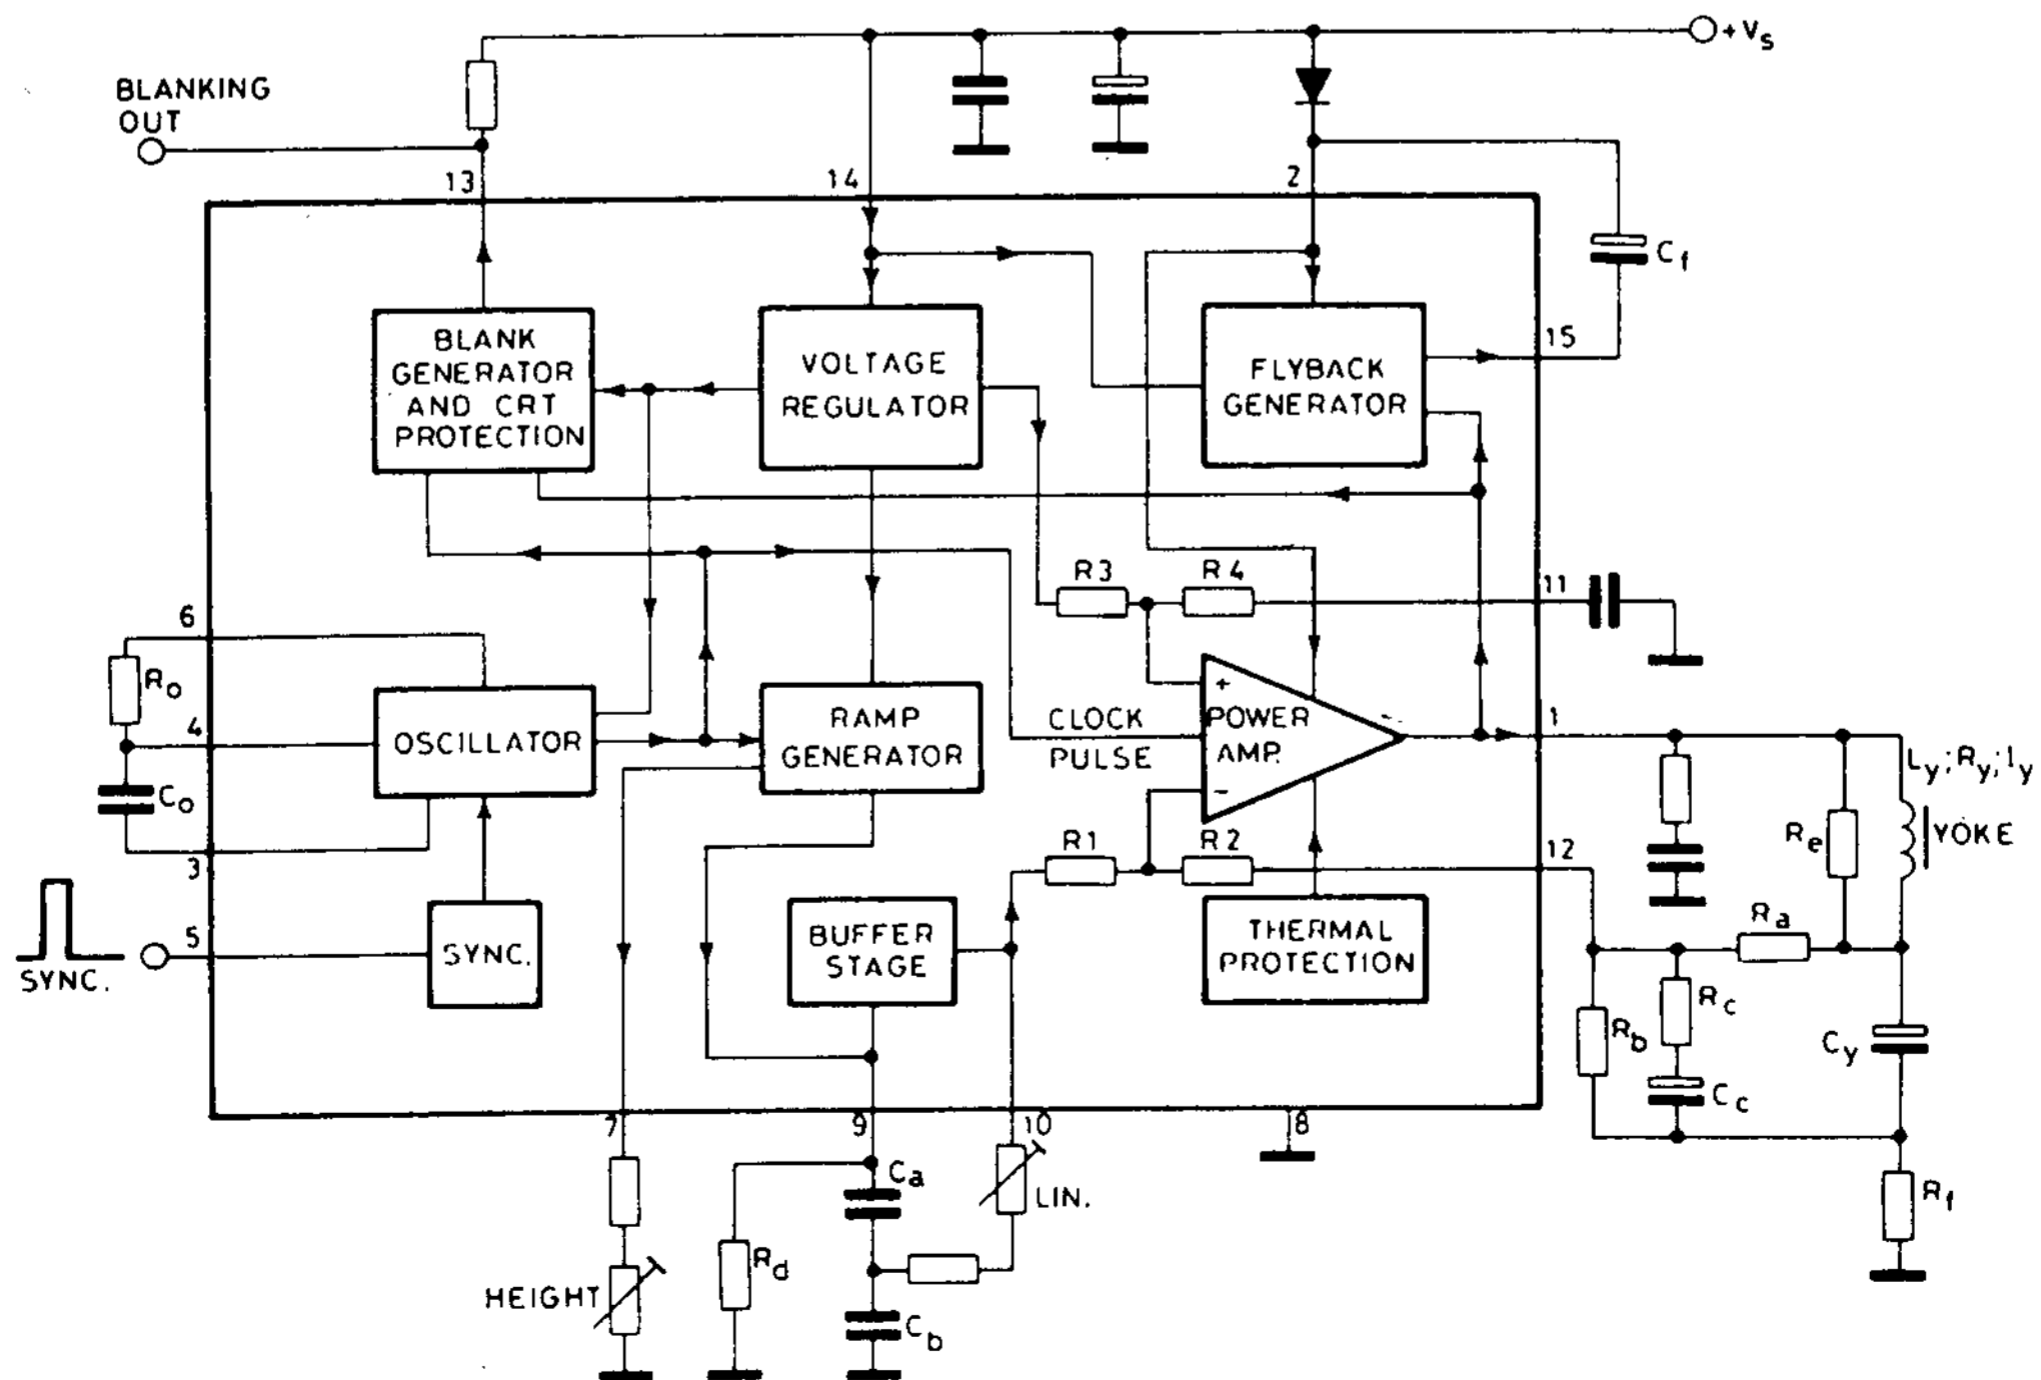 +Vs
BLANKING
OUT
13
14
2
Cf
15
BLANK
GENERATOR
AND CRT
PROTECTION
VOLTAGE
REGULATOR
FLYBACK
GENERATOR
R3
R4
11
6
Ro
4
Co
3
OSCILLATOR
RAMP
GENERATOR
CLOCK
PULSE
+
POWER
AMP.
-
1
Ly; Ry; Iy
YOKE
Re
R1
R2
12
5
SYNC.
SYNC.
BUFFER
STAGE
THERMAL
PROTECTION
Ra
Rc
Rb
Cc
Cy
Rf
7
9
10
8
Ca
LIN.
Rd
HEIGHT
Cb